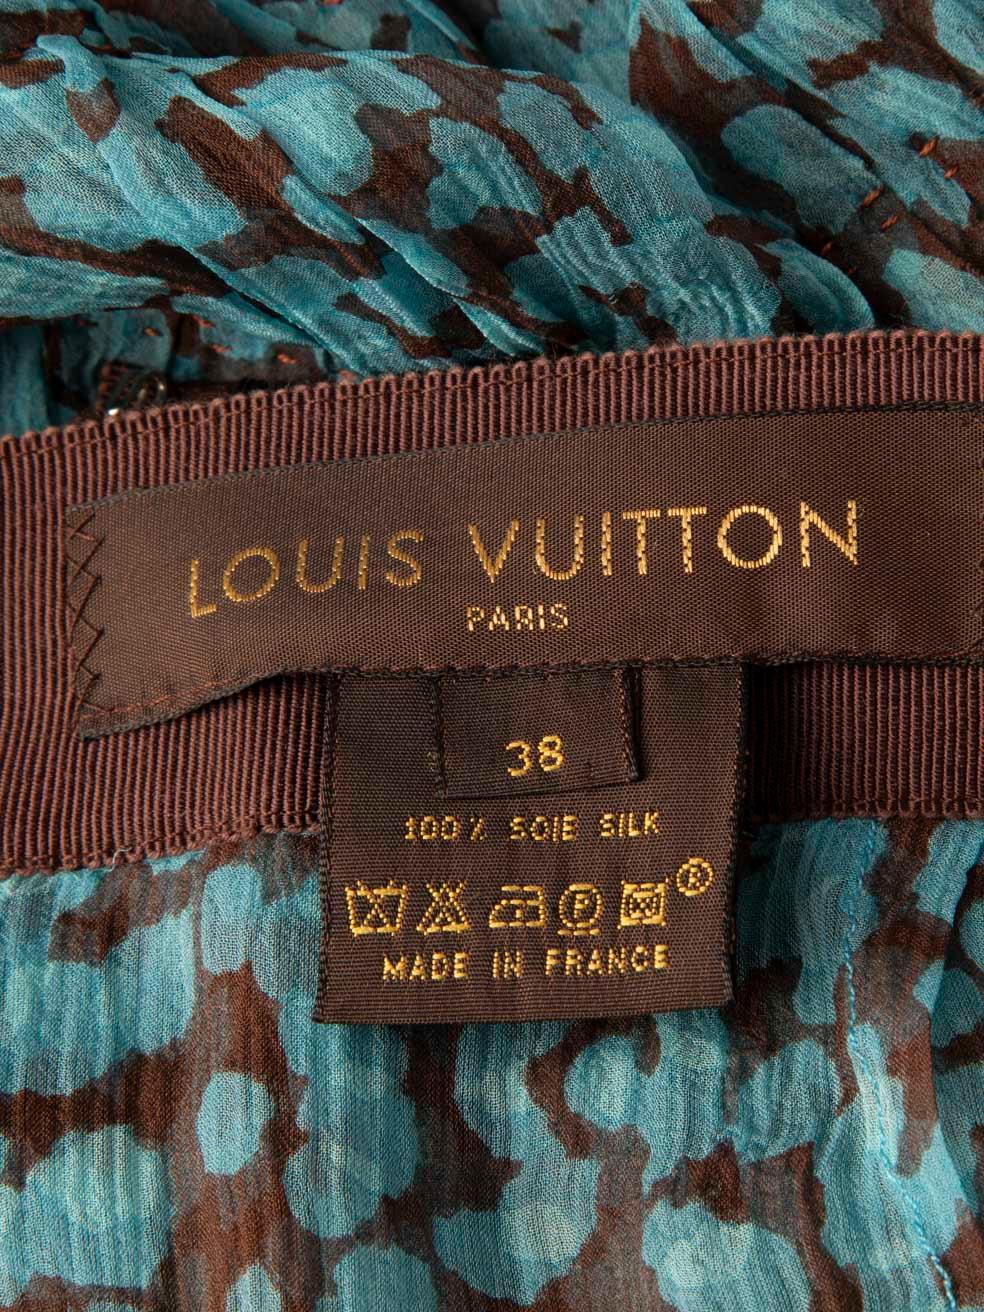 LOUIS VUITTON
PARIS
38
100% SOIE SILK
P ®
MADE IN FRANCE